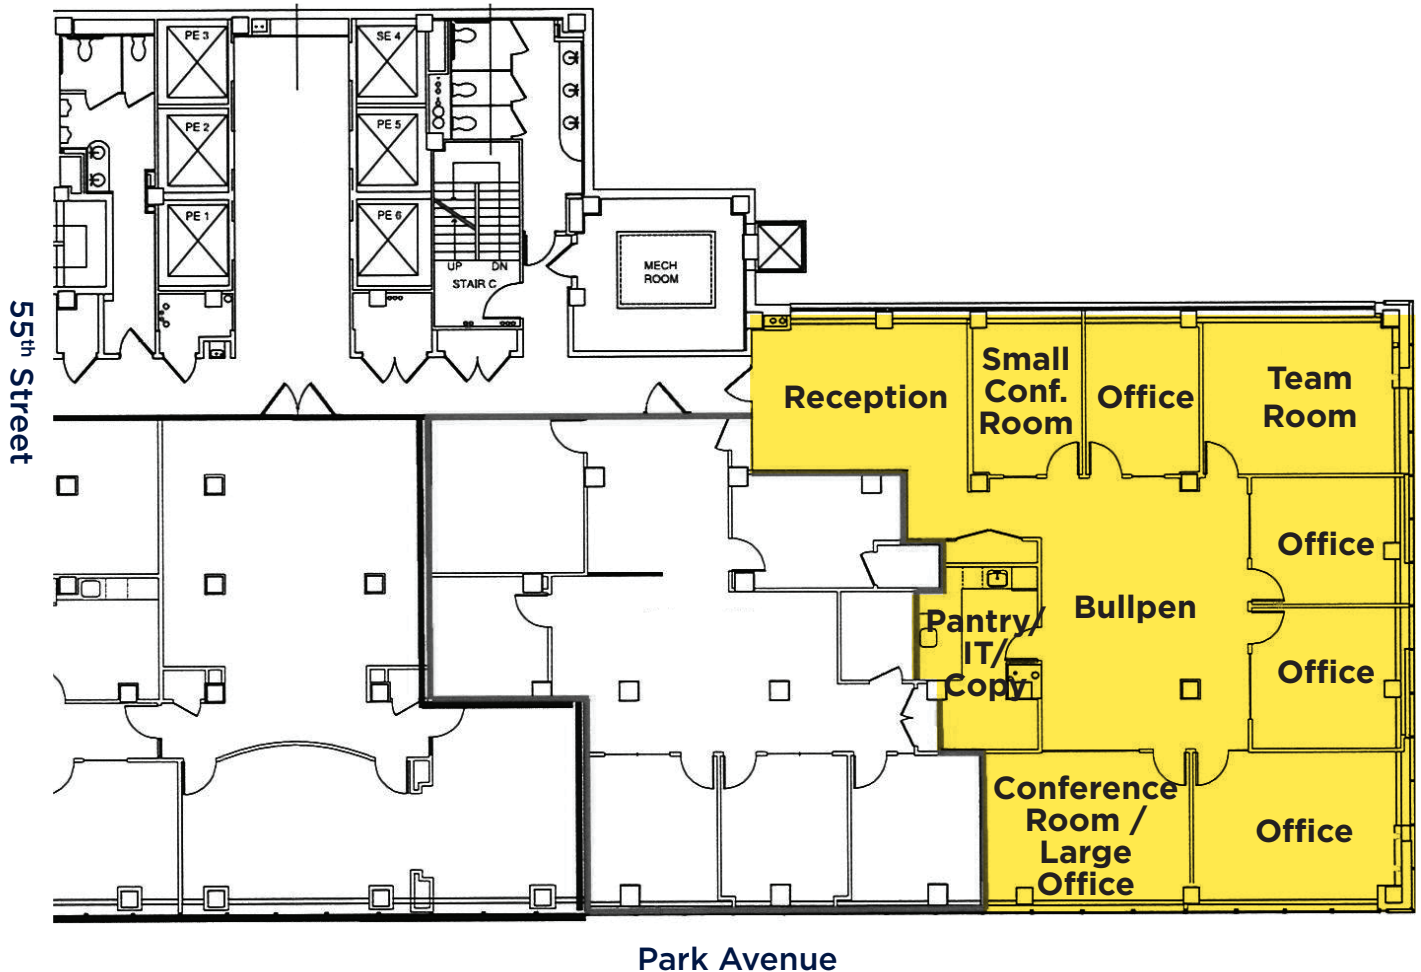 PE 3
SE 4
PE 2
PE 5
PE 1
PE 6
UP DN
STAIR C
MECH
ROOM
55th Street
Reception
Small
Conf.
Room
Office
Team
Room
Office
Bullpen
Pantry/
IT/
Copy
Office
Conference
Room /
Large
Office
Office
Park Avenue